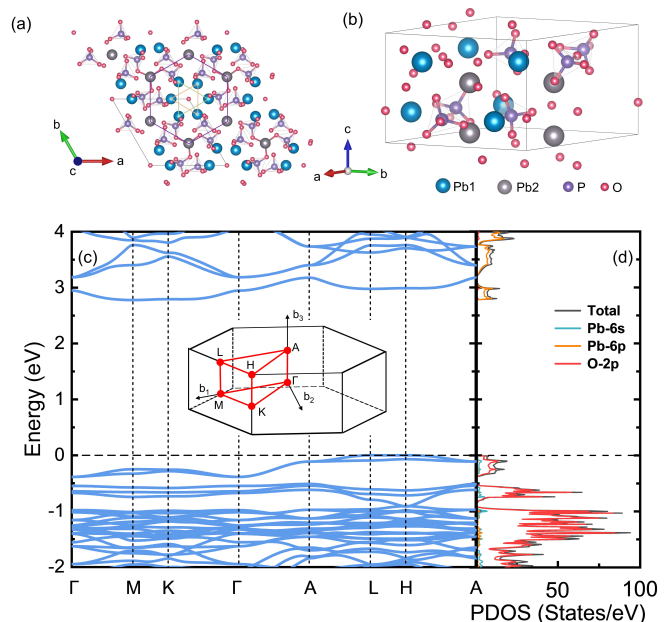 (a)
(b)
b
a
c
c
a
b
Pb1 Pb2 P O
4
3
2
1
0
-1
-2
Energy (eV)
(c)
(d)
Total
Pb-6s
Pb-6p
O-2p
b3
L
A
H
Γ
b1
M
K
b2
Γ M K Γ A L H A
50 100
PDOS (States/eV)